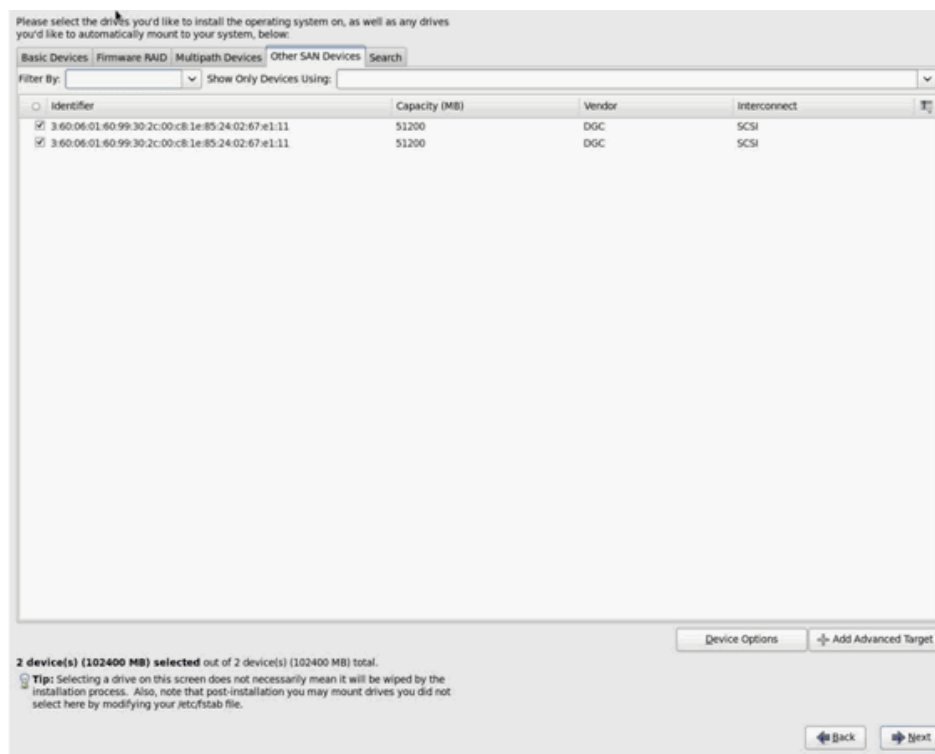 Please select the drives you'd like to install the operating system on, as well as any drives
you'd like to automatically mount to your system, below:
Basic Devices Firmware RAID Multipath Devices Other SAN Devices Search
Filter By: Show Only Devices Using:
Identifier Capacity (MB) Vendor Interconnect
3:60:06:01:60:99:30:2c:00:c8:1e:85:24:02:67:e1:11 51200 DGC SCSI
3:60:06:01:60:99:30:2c:00:c8:1e:85:24:02:67:e1:11 51200 DGC SCSI
Device Options Add Advanced Target
2 device(s) (102400 MB) selected out of 2 device(s) (102400 MB) total.
Tip: Selecting a drive on this screen does not necessarily mean it will be wiped by the
installation process. Also, note that post-installation you may mount drives you did not
select here by modifying your /etc/fstab file.
Back Next